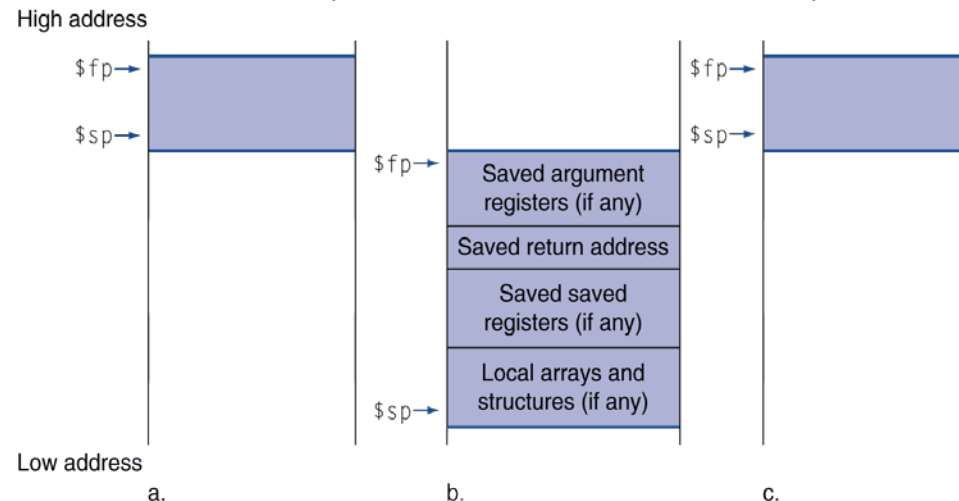 High address
$fp
$sp
$fp
Saved argument
registers (if any)
Saved return address
Saved saved
registers (if any)
Local arrays and
structures (if any)
$sp
$fp
$sp
Low address
a.
b.
c.